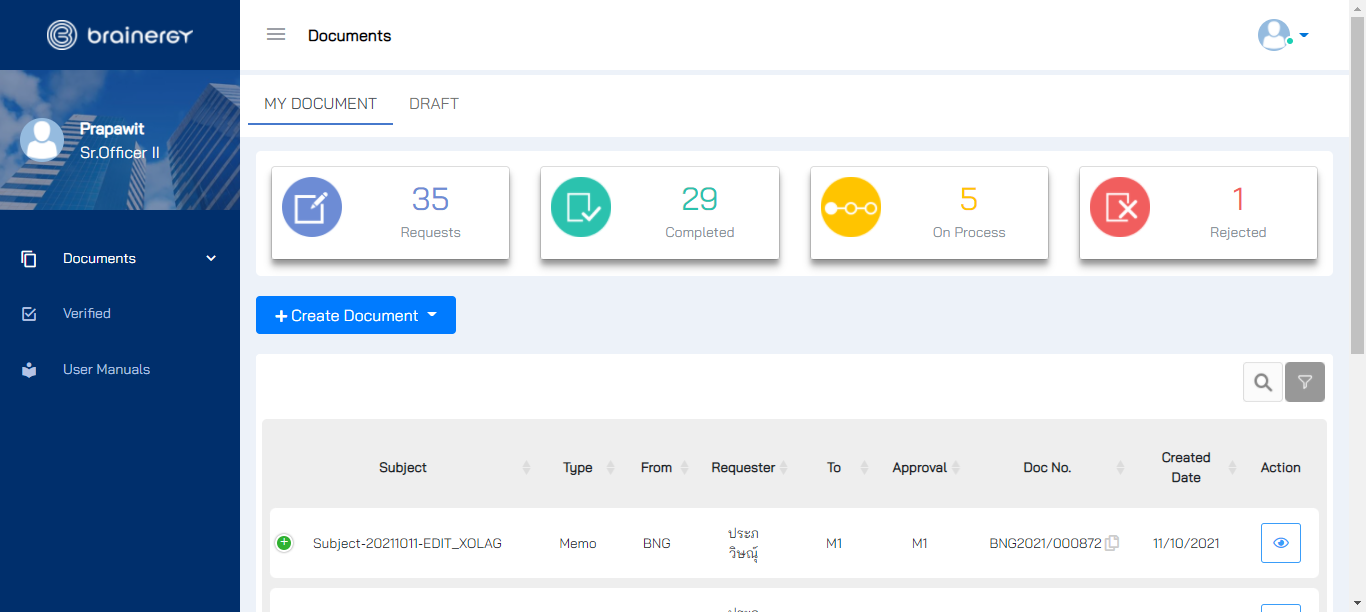 brainergy
Documents
Prapawit
Sr.Officer II
Documents
Verified
User Manuals
MY DOCUMENT
DRAFT
35
Requests
29
Completed
5
On Process
1
Rejected
Create Document
Subject
Type
From
Requester
To
Approval
Doc No.
Created
Date
Action
Subject-20211011-EDIT_XOLAG
Memo
BNG
ประภ
วิษณุ์
M1
M1
BNG2021/000872
11/10/2021